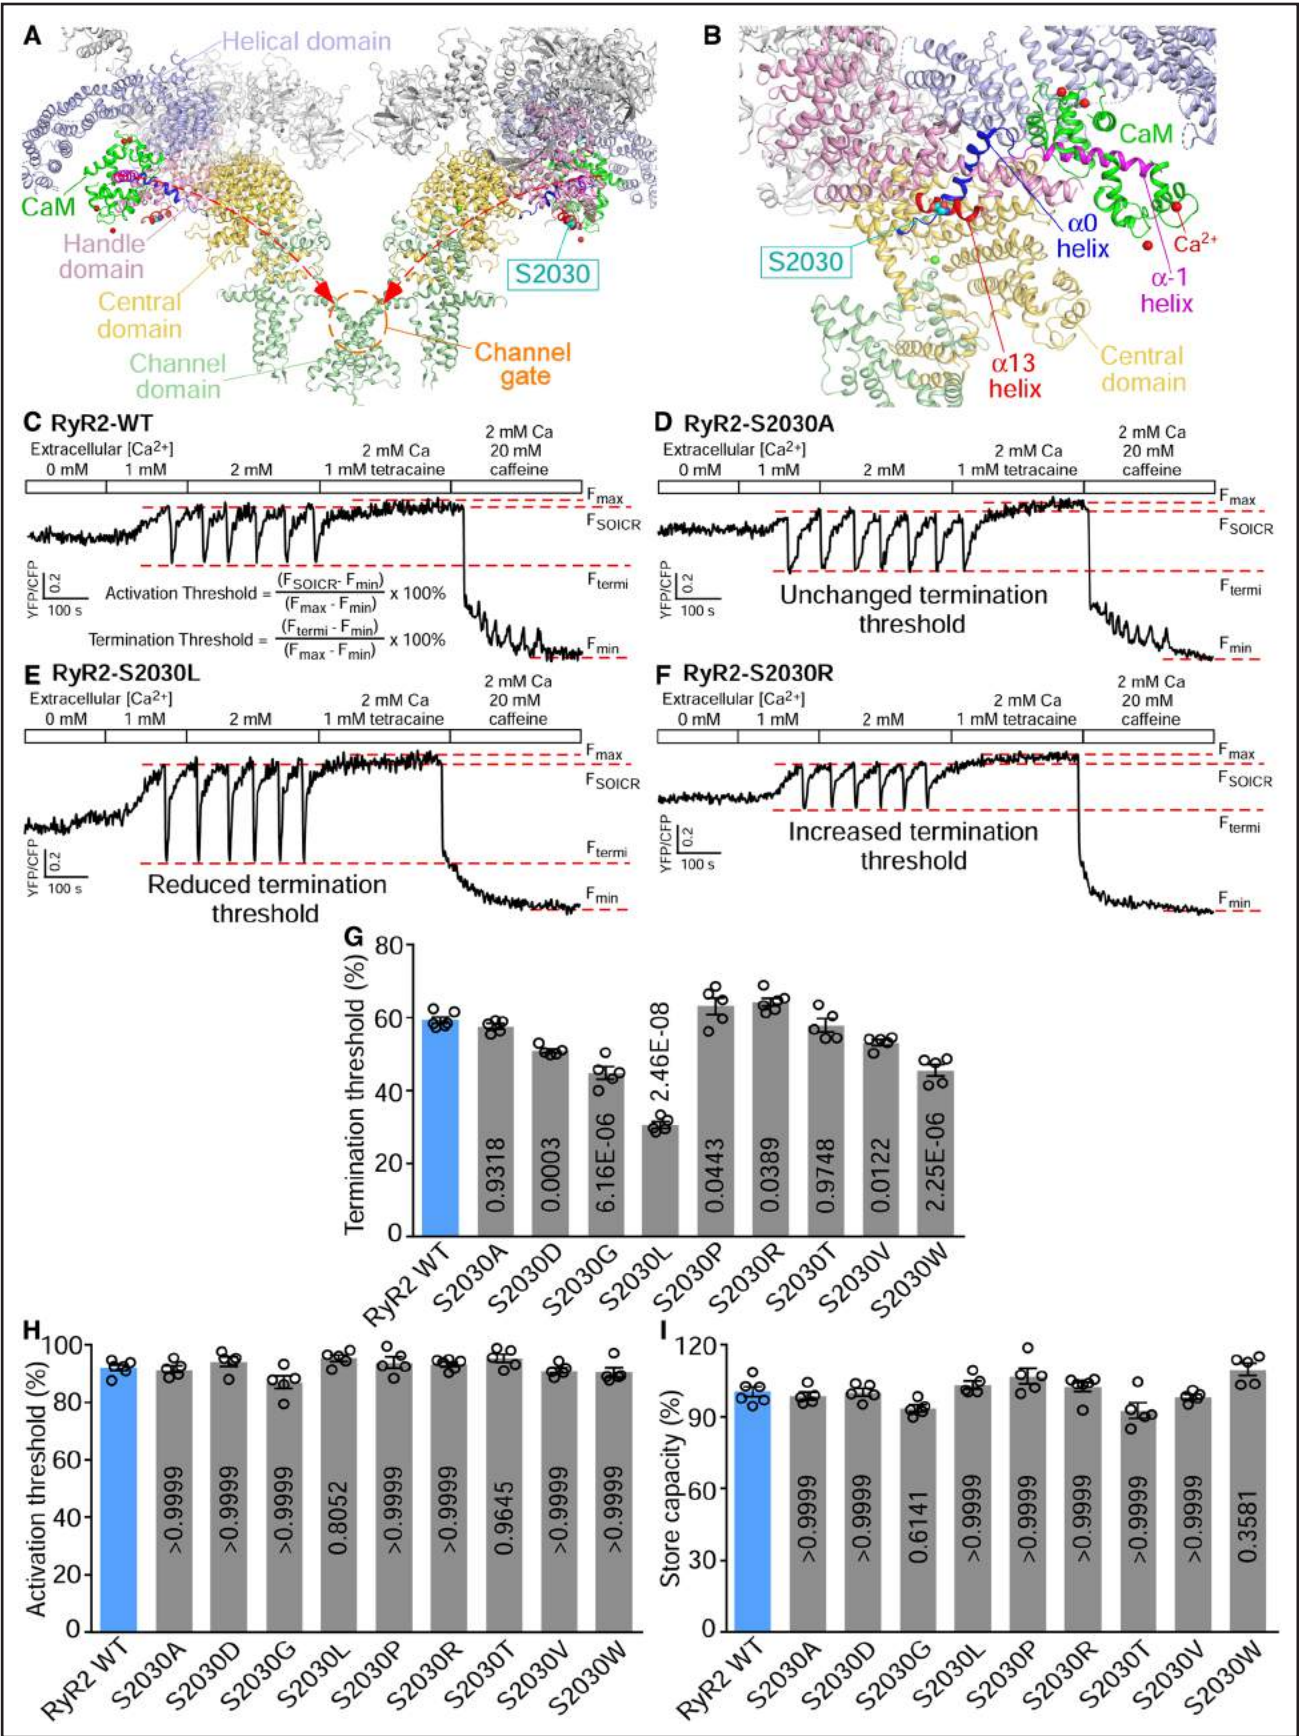 A
Helical domain
CaM
Handle
domain
Central
domain
Channel
domain
S2030
Channel
gate
B
CaM
S2030
α0
helix
Ca2+
α-1
helix
α13
helix
Central
domain
C RyR2-WT
Extracellular [Ca2+]
0 mM 1 mM 2 mM
2 mM Ca
1 mM tetracaine
2 mM Ca
20 mM
caffeine
Fmax
FSOICR
Ftermi
Fmin
YFP/CFP
0.2
100 s
Activation Threshold = (FSOICR- Fmin) / (Fmax - Fmin) x 100%
Termination Threshold = (Ftermi - Fmin) / (Fmax - Fmin) x 100%
D RyR2-S2030A
Extracellular [Ca2+]
0 mM 1 mM 2 mM
2 mM Ca
1 mM tetracaine
2 mM Ca
20 mM
caffeine
Fmax
FSOICR
Ftermi
Fmin
YFP/CFP
0.2
100 s
Unchanged termination
threshold
E RyR2-S2030L
Extracellular [Ca2+]
0 mM 1 mM 2 mM
2 mM Ca
1 mM tetracaine
2 mM Ca
20 mM
caffeine
Fmax
FSOICR
Ftermi
Fmin
YFP/CFP
0.2
100 s
Reduced termination
threshold
F RyR2-S2030R
Extracellular [Ca2+]
0 mM 1 mM 2 mM
2 mM Ca
1 mM tetracaine
2 mM Ca
20 mM
caffeine
Fmax
FSOICR
Ftermi
Fmin
YFP/CFP
0.2
100 s
Increased termination
threshold
G
Termination threshold (%)
80
60
40
20
0
0.9318
0.0003
6.16E-06
2.46E-08
0.0443
0.0389
0.9748
0.0122
2.25E-06
RyR2 WT
S2030A
S2030D
S2030G
S2030L
S2030P
S2030R
S2030T
S2030V
S2030W
H
Activation threshold (%)
100
80
60
40
20
0
>0.9999
>0.9999
>0.9999
0.8052
>0.9999
>0.9999
0.9645
>0.9999
>0.9999
RyR2 WT
S2030A
S2030D
S2030G
S2030L
S2030P
S2030R
S2030T
S2030V
S2030W
I
Store capacity (%)
120
90
60
30
0
>0.9999
>0.9999
0.6141
>0.9999
>0.9999
>0.9999
>0.9999
>0.9999
0.3581
RyR2 WT
S2030A
S2030D
S2030G
S2030L
S2030P
S2030R
S2030T
S2030V
S2030W